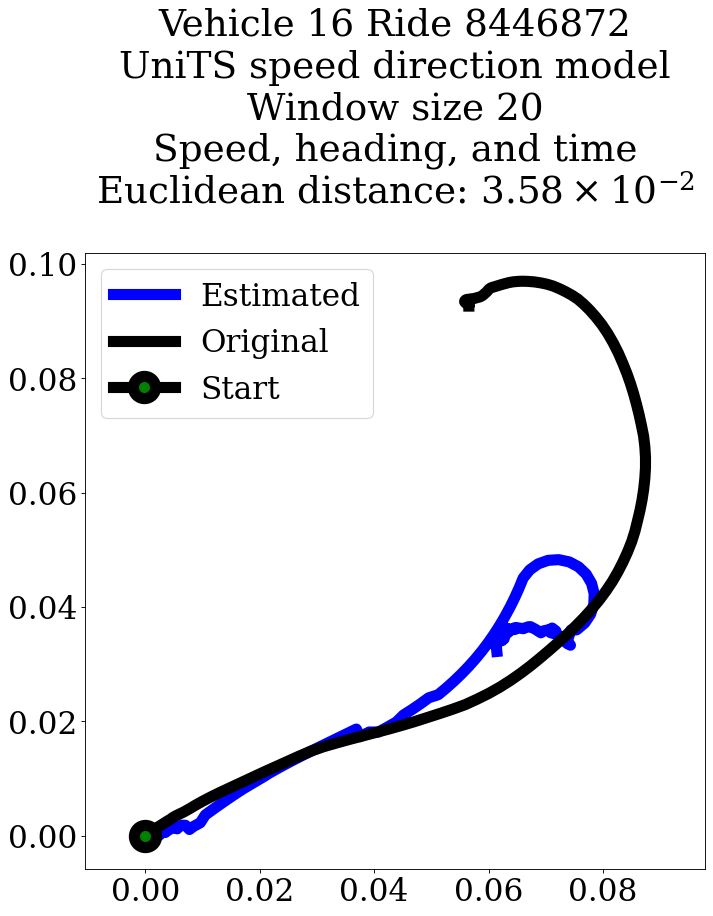 Vehicle 16 Ride 8446872
UniTS speed direction model
Window size 20
Speed, heading, and time
Euclidean distance: 3.58 × 10⁻²
0.10
0.08
0.06
0.04
0.02
0.00
Estimated
Original
Start
0.00 0.02 0.04 0.06 0.08